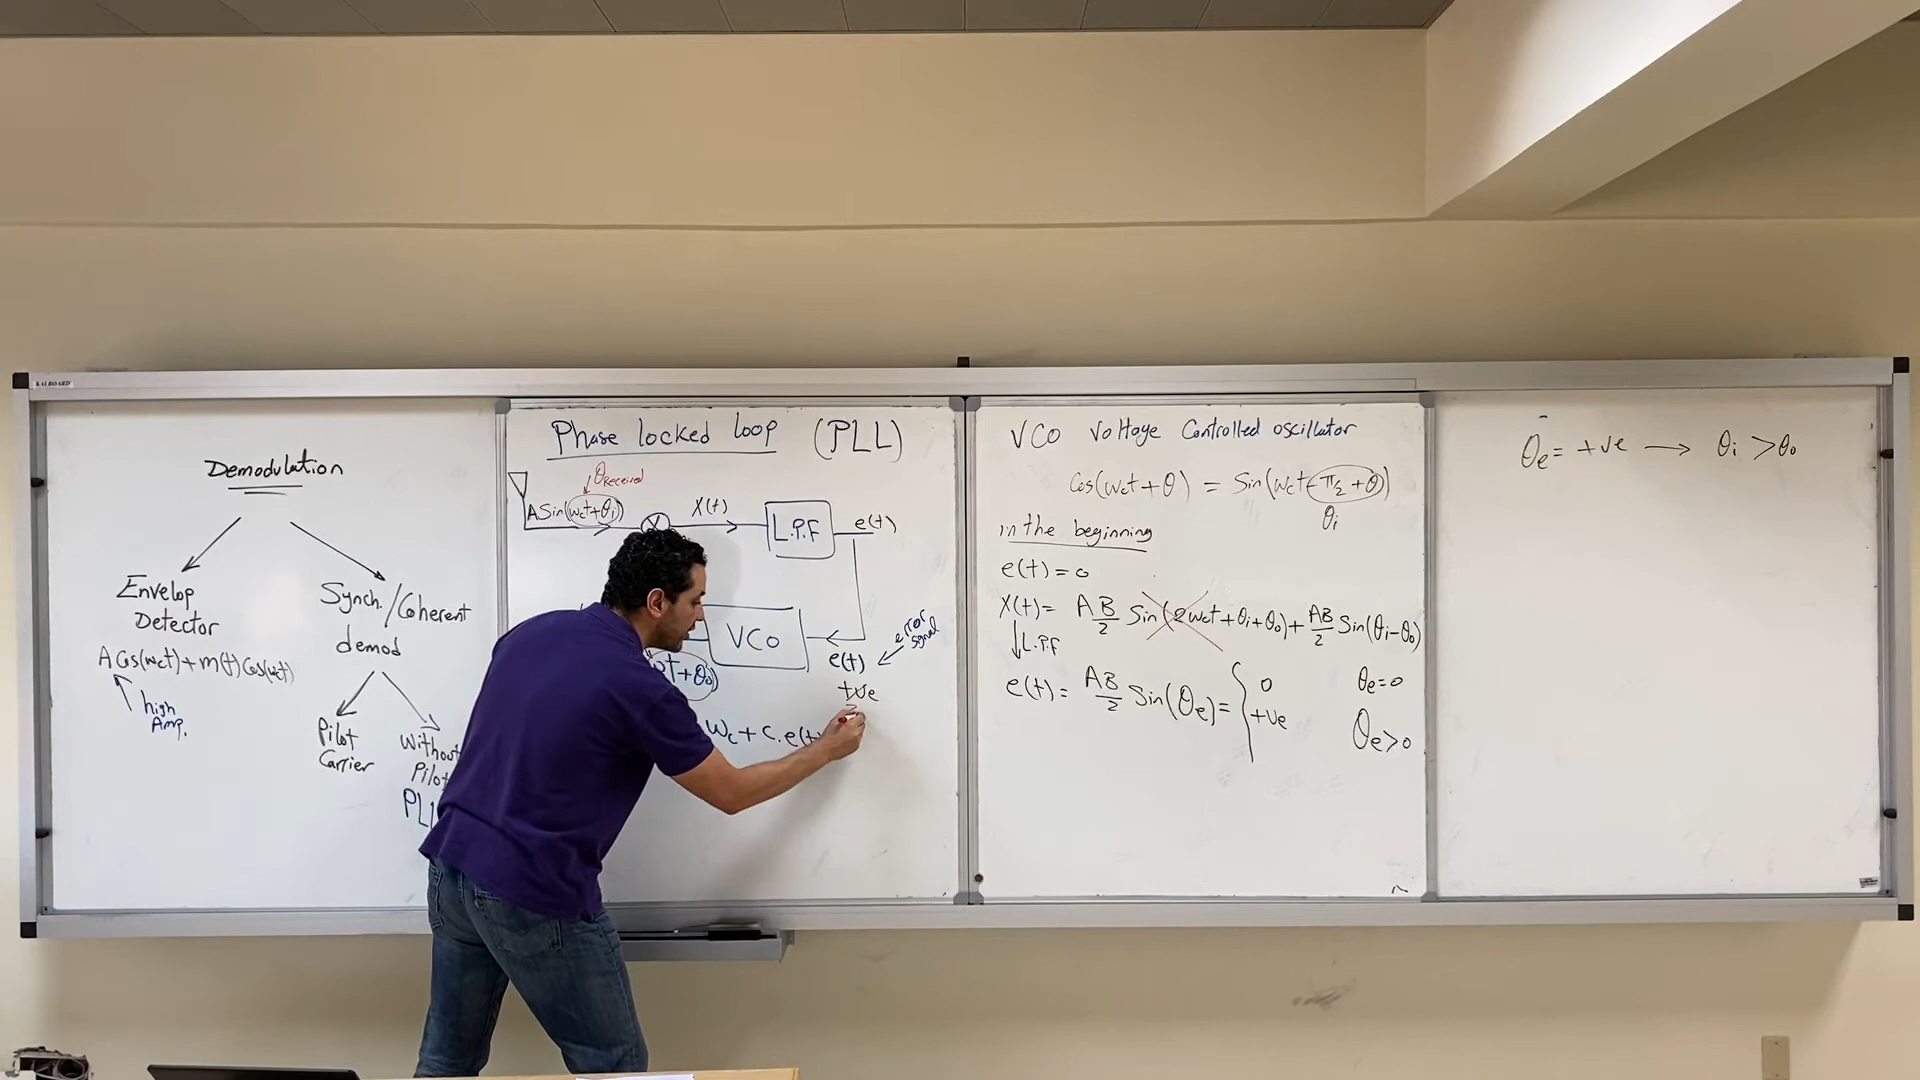 KALBOARD
Demodulation
Envelop
Detector
Synch./Coherent
demod
A Cos(wct)+m(t)Cos(wct)
high
Amp.
Pilot
Carrier
Without
Pilot
Phase locked loop (PLL)
θReceived
ASin(wct+θi)
X
X(t)
L.P.F
e(t)
VCO
e(t)
error
signal
+ve
t+θo)
wc+c.e(t
VCO Voltage Controlled oscillator
Cos(wct+θ) = Sin(wct-π/2+θ)
θi
in the beginning
e(t)=0
X(t)= AB/2 Sin(2wct+θi+θo)+AB/2 Sin(θi-θo)
L.P.F
e(t)= AB/2 Sin(θe)= { 0 θe=0
+ve θe>0
θe= +ve → θi >θo